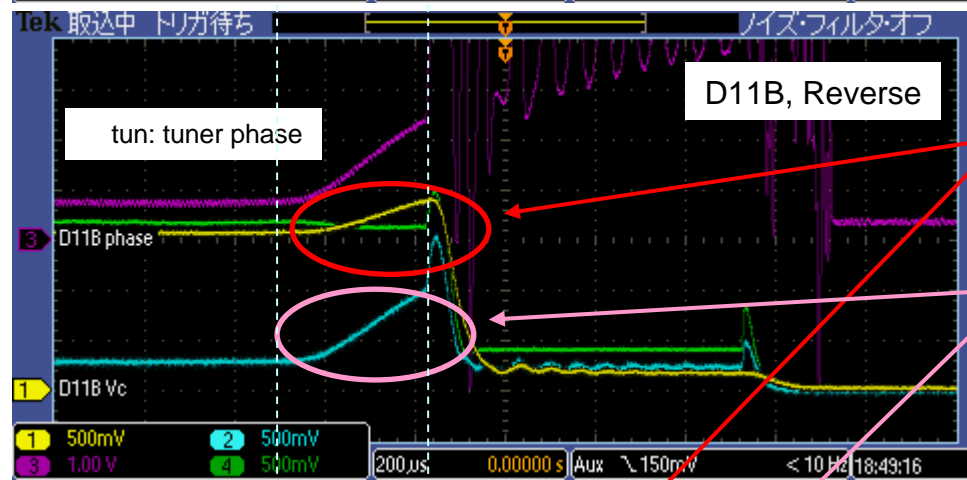 Tek 取込中 トリガ待ち ノイズ・フィルタ・オフ
D11B, Reverse
tun: tuner phase
3 D11B phase
1 D11B Vc
1 500mV 2 500mV
3 1.00 V 4 500mV 200µs 0.00000 s Aux 150mV < 10 Hz 18:49:16